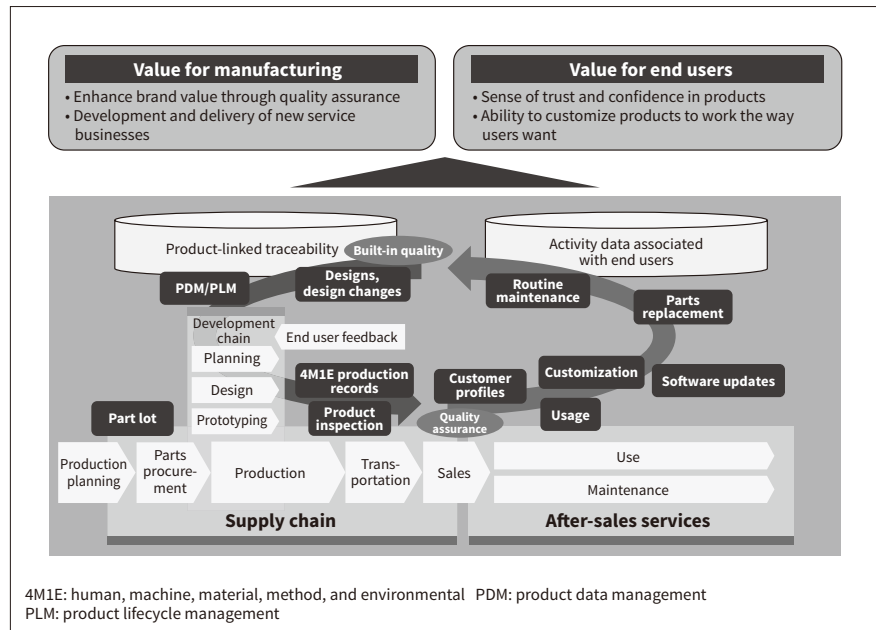 Value for manufacturing
• Enhance brand value through quality assurance
• Development and delivery of new service
businesses
Value for end users
• Sense of trust and confidence in products
• Ability to customize products to work the way
users want
Product-linked traceability
Built-in quality
Activity data associated
with end users
PDM/PLM
Designs,
design changes
Routine
maintenance
Parts
replacement
Development
chain
End user feedback
Planning
Design
Prototyping
4M1E production
records
Product
inspection
Customer
profiles
Customization
Software updates
Usage
Quality
assurance
Part lot
Production
planning
Parts
procure-
ment
Production
Trans-
portation
Sales
Use
Maintenance
Supply chain
After-sales services
4M1E: human, machine, material, method, and environmental PDM: product data management
PLM: product lifecycle management